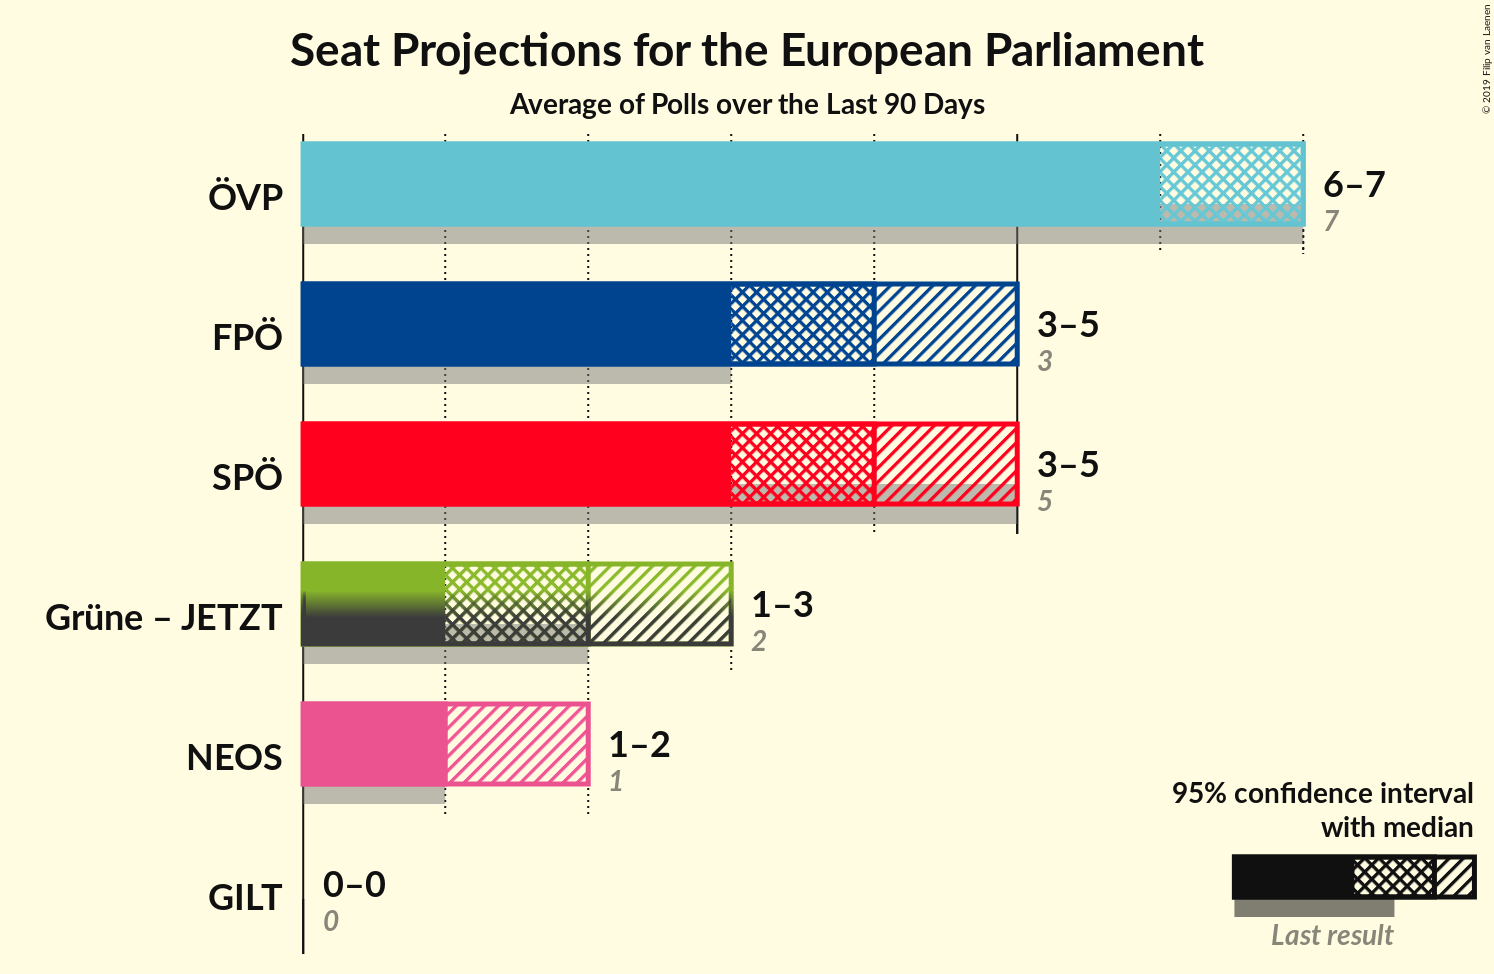 Seat Projections for the European Parliament
Average of Polls over the Last 90 Days
© 2019 Filip van Laenen
ÖVP
6–7
7
FPÖ
3–5
3
SPÖ
3–5
5
Grüne – JETZT
1–3
2
NEOS
1–2
1
GILT
0–0
0
95% confidence interval
with median
Last result